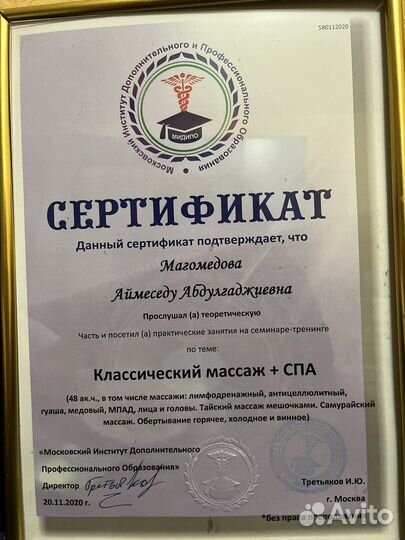 580112020
Московский Институт Дополнительного и Профессионального Образования
МИДИПО
СЕРТИФИКАТ
Данный сертификат подтверждает, что
Магомедова
Аймеседу Абдулгаджиевна
Прослушал (а) теоретическую
Часть и посетил (а) практические занятия на семинаре-тренинге
по теме:
Классический массаж + СПА
(48 ак.ч., в том числе массажи: лимфодренажный, антицеллюлитный,
гуаша, медовый, МПАД, лица и головы. Тайский массаж мешочками. Самурайский
массаж. Обертывание горячее, холодное и винное)
«Московский Институт Дополнительного
Профессионального Образования»
Директор
Третьяков И.Ю.
20.11.2020 г.
г. Москва
*без права преподавания
Avito